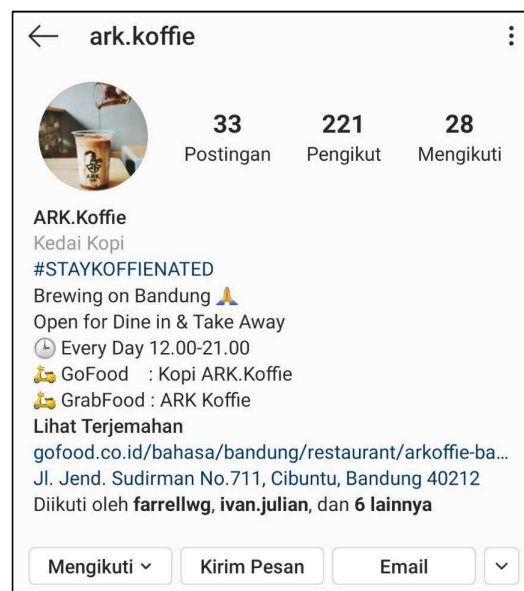 ark.koffie
ARK
33 221 28
Postingan Pengikut Mengikuti
ARK.Koffie
Kedai Kopi
#STAYKOFFIENATED
Brewing on Bandung 🙏
Open for Dine in & Take Away
🕒 Every Day 12.00-21.00
🛵 GoFood : Kopi ARK.Koffie
🛵 GrabFood : ARK Koffie
Lihat Terjemahan
gofood.co.id/bahasa/bandung/restaurant/arkoffie-ba...
Jl. Jend. Sudirman No.711, Cibuntu, Bandung 40212
Diikuti oleh farrellwg, ivan.julian, dan 6 lainnya
Mengikuti Kirim Pesan Email